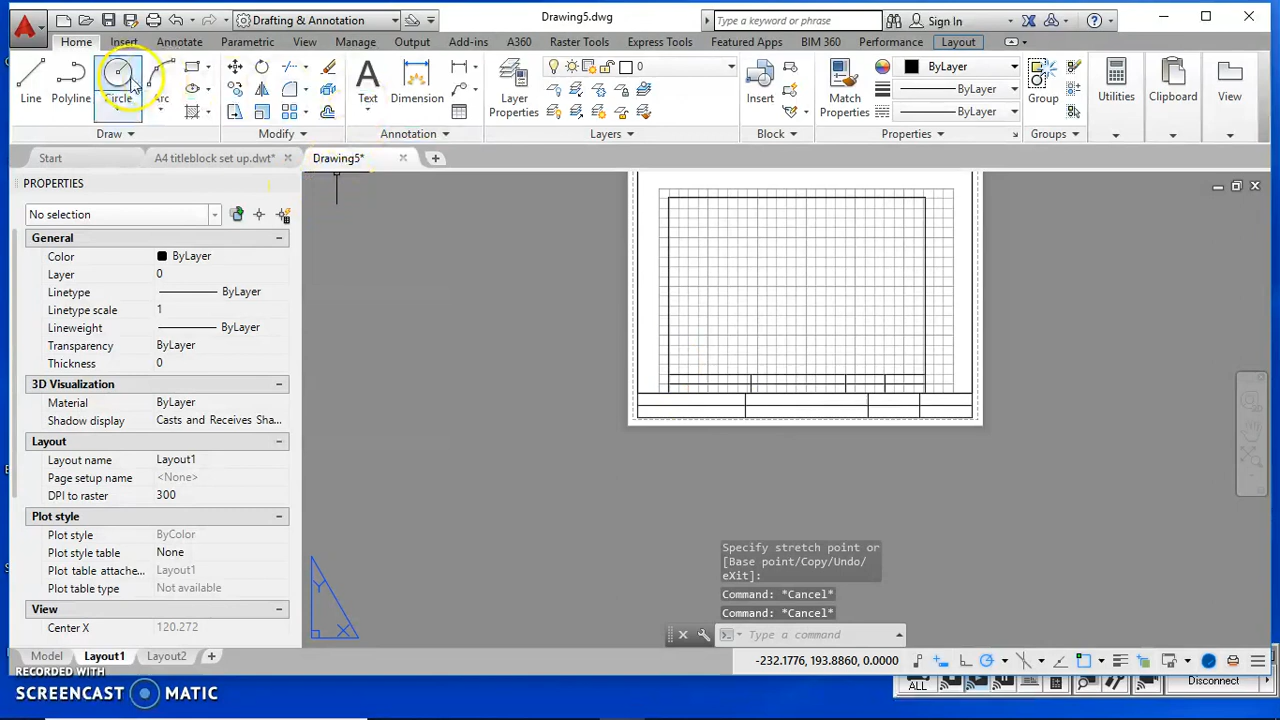 Drafting & Annotation
Drawing5.dwg
Type a keyword or phrase
Sign In
Home Insert Annotate Parametric View Manage Output Add-ins A360 Raster Tools Express Tools BIM 360 Performance Layout
Line Polyline Circle Arc
Text Dimension
Layer Properties
0
Insert
Match Properties
ByLayer
ByLayer
ByLayer
Group
Utilities
Clipboard
View
Draw Modify Annotation Layers Block Properties Groups
Start A4 titleblock set up.dwt* Drawing5*
PROPERTIES
No selection
General
Color ByLayer
Layer 0
Linetype ByLayer
Linetype scale 1
Lineweight ByLayer
Transparency ByLayer
Thickness 0
3D Visualization
Material ByLayer
Shadow display Casts and Receives Sha...
Layout
Layout name Layout1
Page setup name <None>
DPI to raster 300
Plot style
Plot style ByColor
Plot style table None
Plot table attache... Layout1
Plot table type Not available
View
Center X 120.272
Y
X
Specify stretch point or
[Base point/Copy/Undo/
eXit]:
Command: *Cancel*
Command: *Cancel*
Type a command
Model Layout1 Layout2
-232.1776, 193.8860, 0.0000
RECORDED WITH
SCREENCAST MATIC
ALL
Disconnect